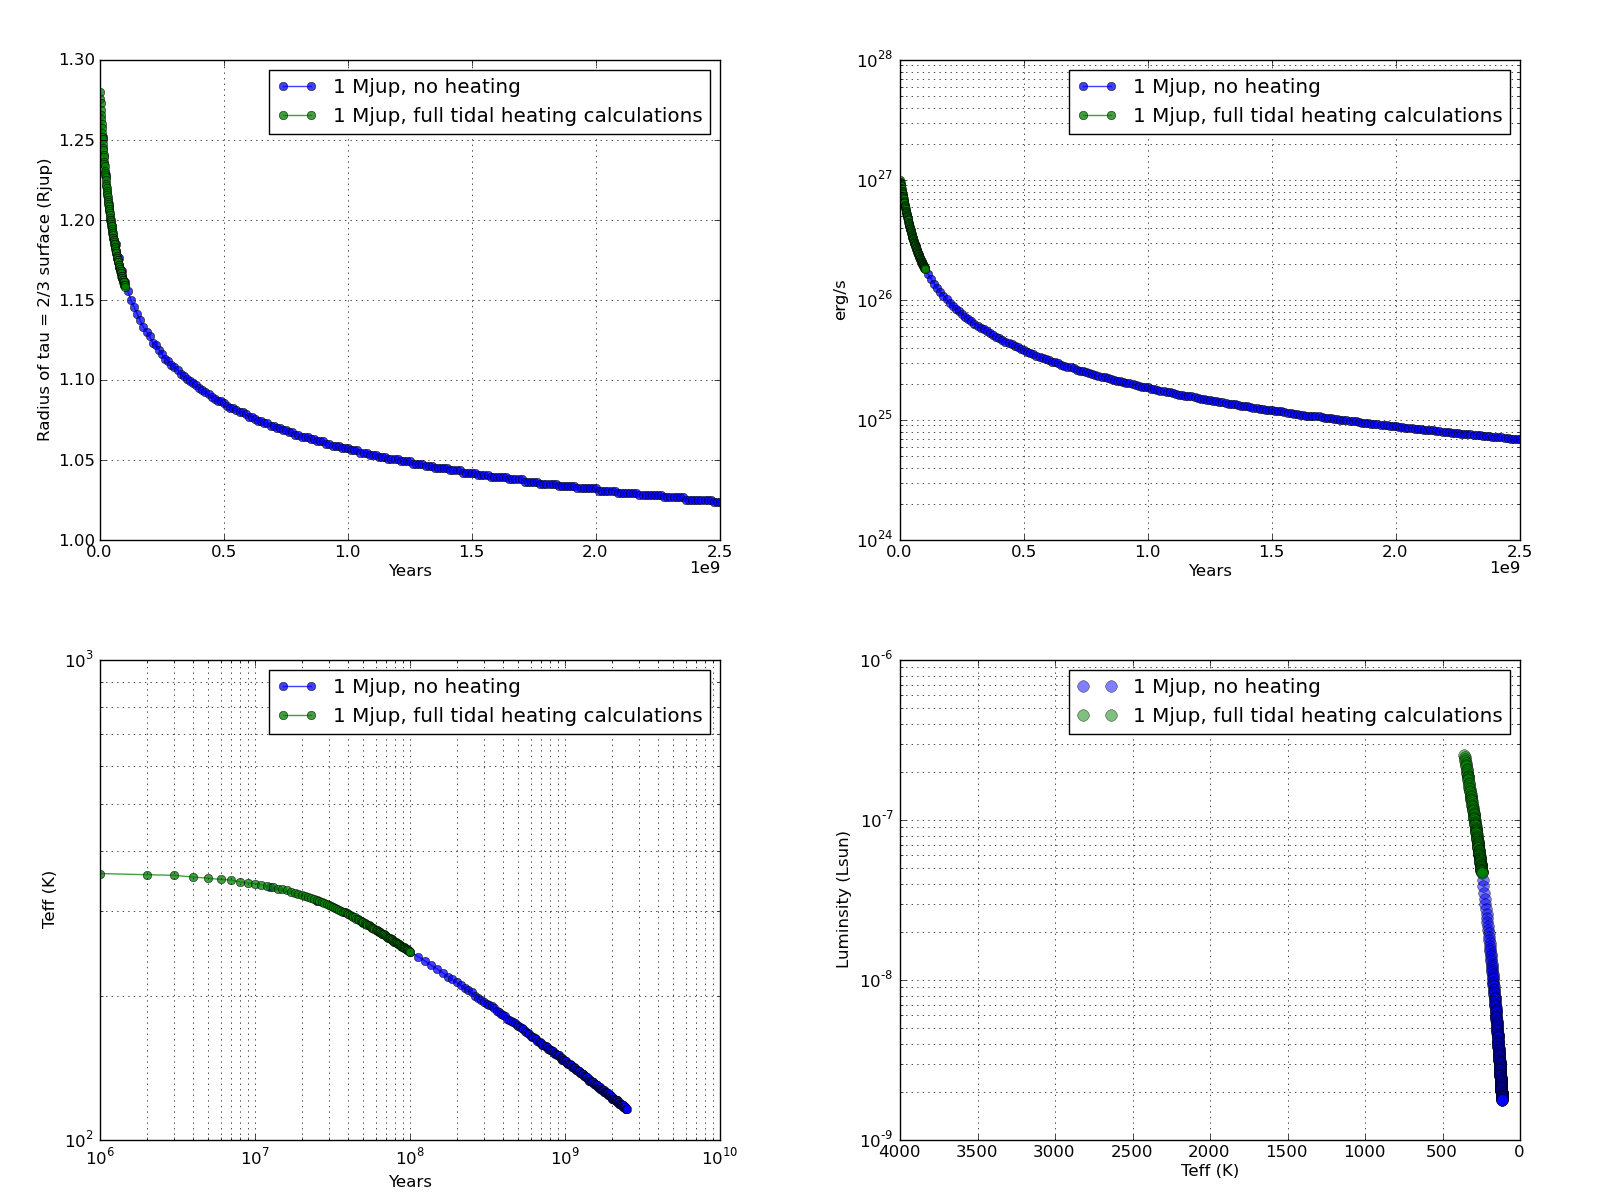 1.30
1.25
1.20
1.15
1.10
1.05
1.00
Radius of tau = 2/3 surface (Rjup)
1 Mjup, no heating
1 Mjup, full tidal heating calculations
0.0 0.5 1.0 1.5 2.0 2.5
1e9
Years
10^28
10^27
10^26
10^25
10^24
erg/s
1 Mjup, no heating
1 Mjup, full tidal heating calculations
0.0 0.5 1.0 1.5 2.0 2.5
1e9
Years
10^3
10^2
Teff (K)
1 Mjup, no heating
1 Mjup, full tidal heating calculations
10^6 10^7 10^8 10^9 10^10
Years
10^-6
10^-7
10^-8
10^-9
Luminsity (Lsun)
1 Mjup, no heating
1 Mjup, full tidal heating calculations
4000 3500 3000 2500 2000 1500 1000 500 0
Teff (K)